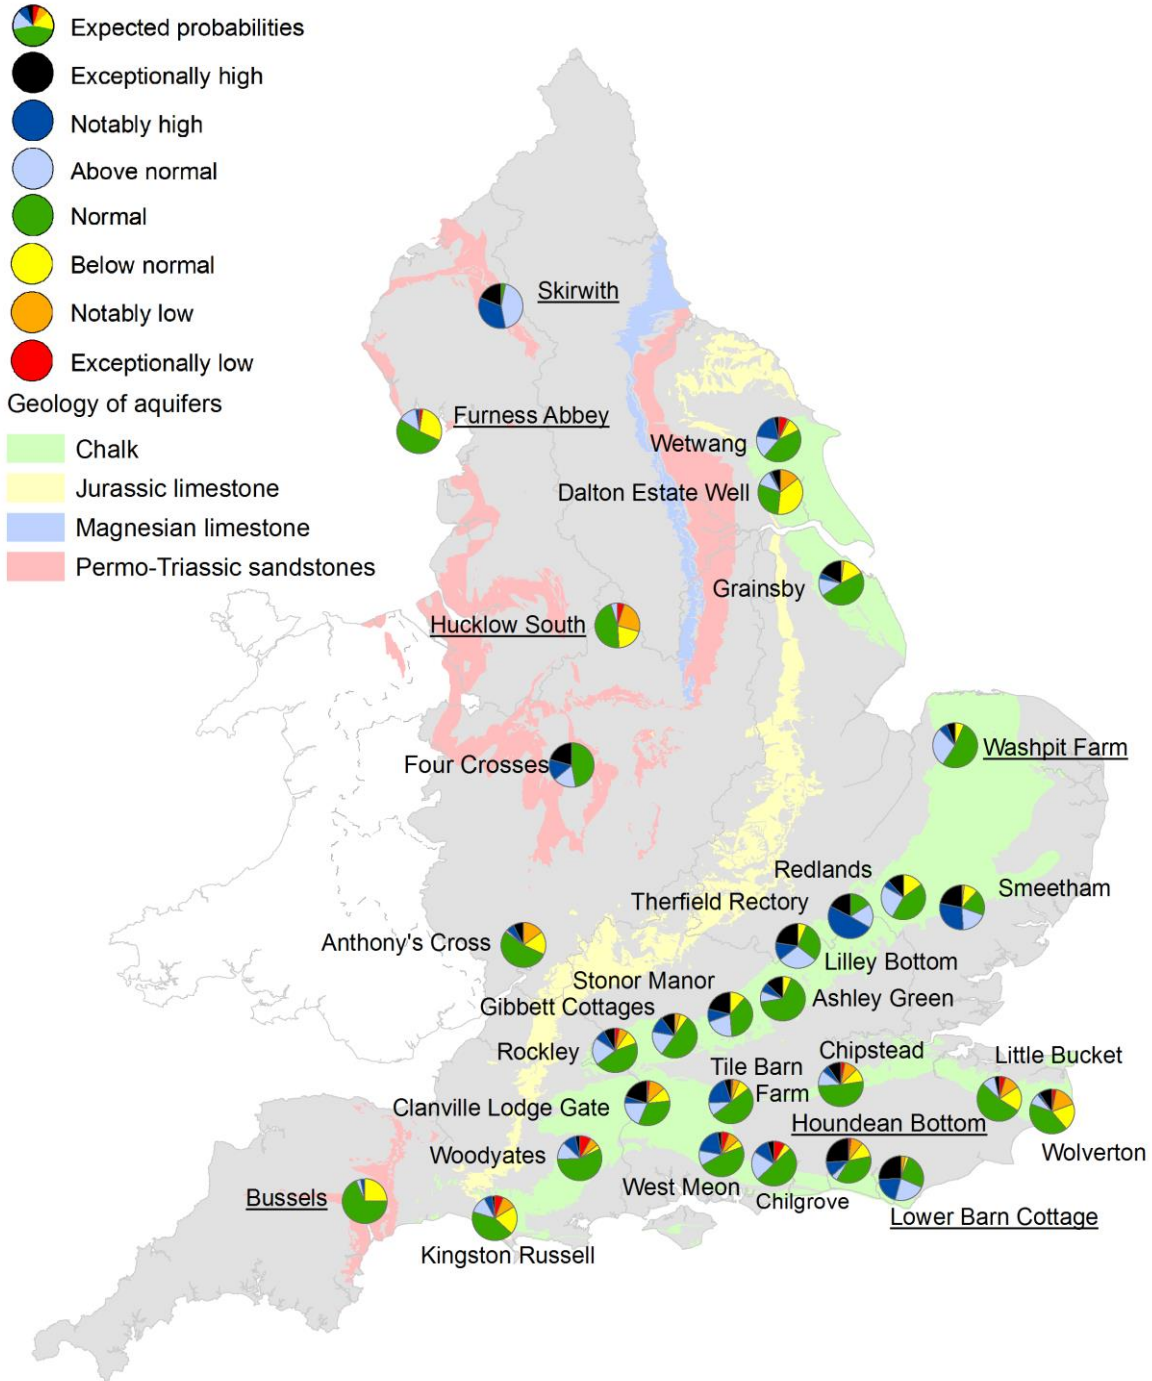 Expected probabilities
Exceptionally high
Notably high
Above normal
Normal
Below normal
Notably low
Exceptionally low
Geology of aquifers
Chalk
Jurassic limestone
Magnesian limestone
Permo-Triassic sandstones
Skirwith
Furness Abbey
Wetwang
Dalton Estate Well
Grainsby
Hucklow South
Washpit Farm
Four Crosses
Redlands
Smeetham
Therfield Rectory
Anthony's Cross
Lilley Bottom
Stonor Manor
Ashley Green
Gibbett Cottages
Rockley
Chipstead
Little Bucket
Tile Barn
Farm
Clanville Lodge Gate
Houndean Bottom
Wolverton
Woodyates
West Meon
Chilgrove
Bussels
Lower Barn Cottage
Kingston Russell